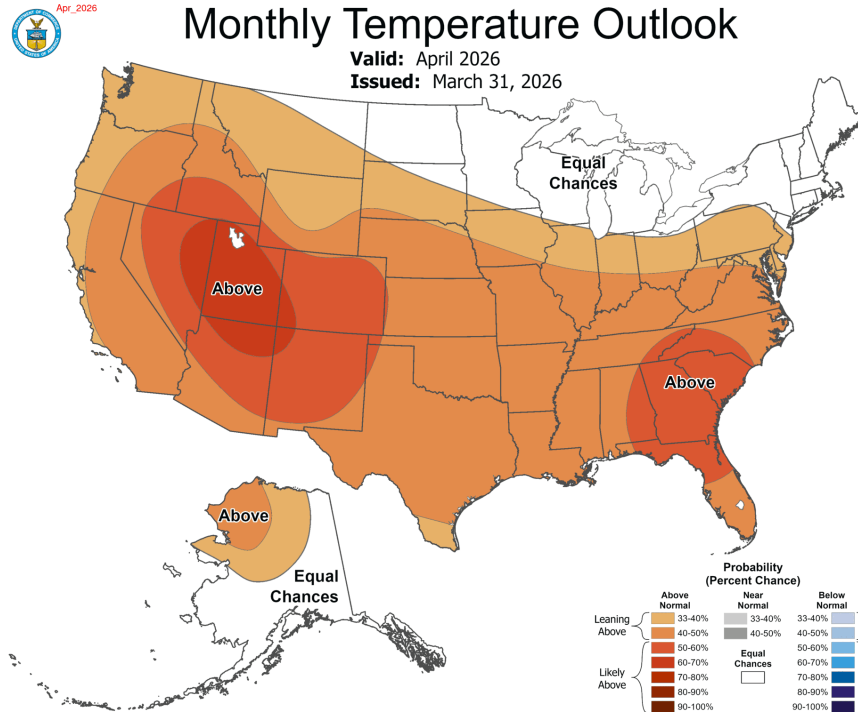 Apr_2026
Monthly Temperature Outlook
Valid: April 2026
Issued: March 31, 2026
Equal
Chances
Above
Above
Above
Equal
Chances
Probability
(Percent Chance)
Above
Normal
Near
Normal
Below
Normal
Leaning
Above
33-40%
33-40%
33-40%
40-50%
40-50%
40-50%
Likely
Above
50-60%
Equal
Chances
50-60%
60-70%
60-70%
70-80%
70-80%
80-90%
80-90%
90-100%
90-100%